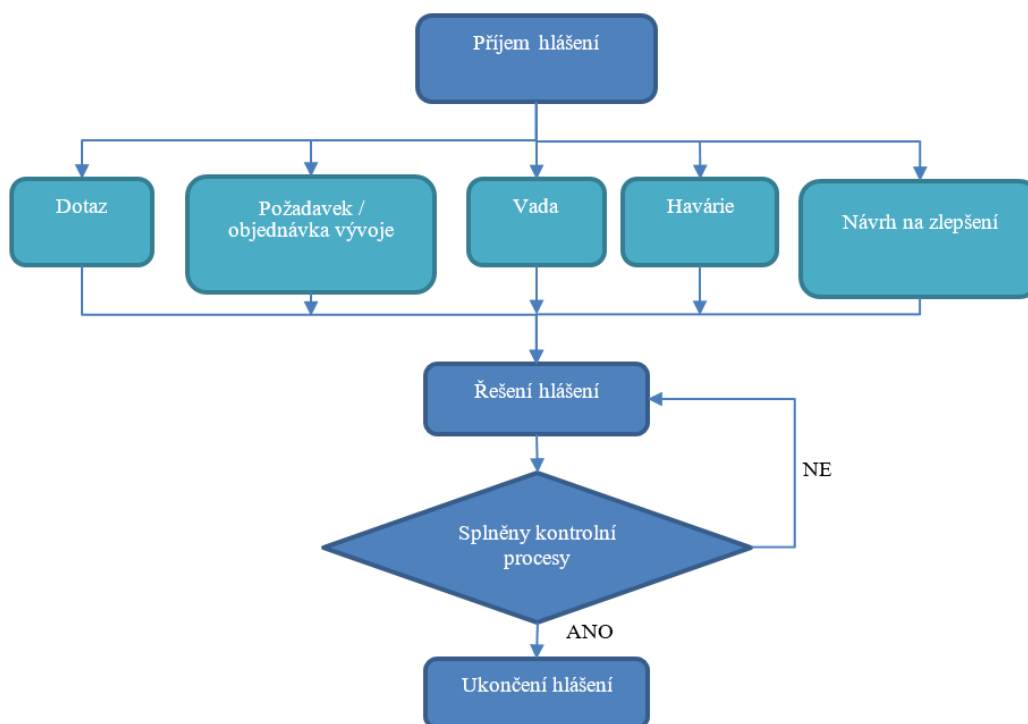 Příjem hlášení
Dotaz
Požadavek /
objednávka vývoje
Vada
Havárie
Návrh na zlepšení
Řešení hlášení
NE
Splněny kontrolní
procesy
ANO
Ukončení hlášení